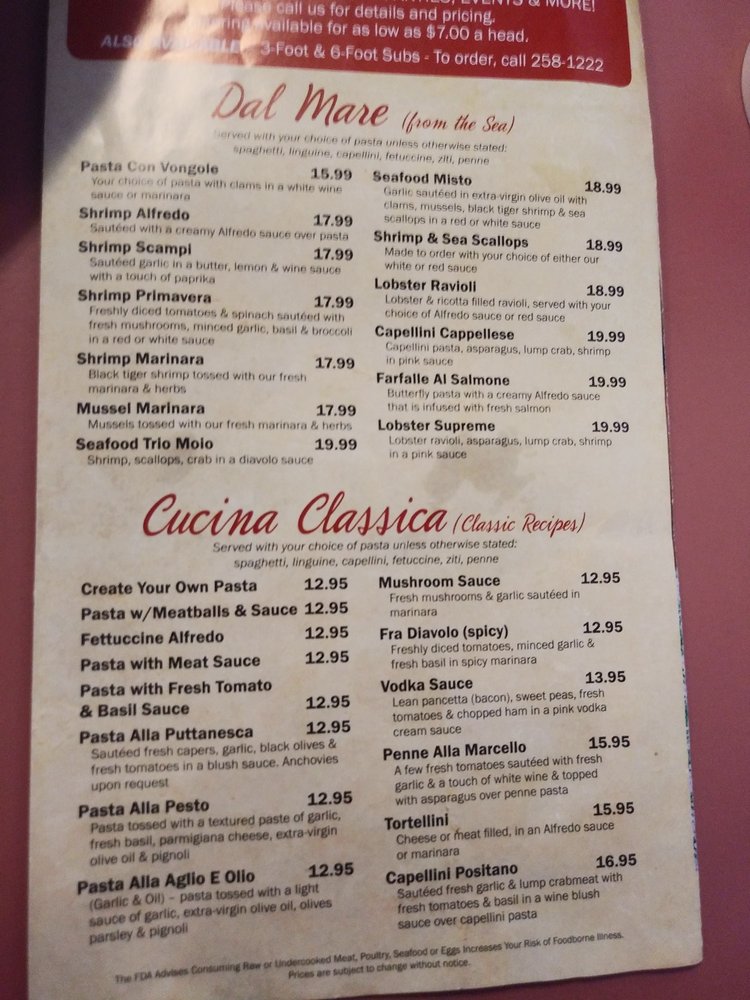 EVENTS & MORE!
Please call us for details and pricing.
available for as low as $7.00 a head.
ALSO AVAILABLE - 3-Foot & 6-Foot Subs - To order, call 258-1222
Dal Mare (from the Sea)
Served with your choice of pasta unless otherwise stated:
spaghetti, linguine, capellini, fetuccine, ziti, penne
Pasta Con Vongole 15.99
Your choice of pasta with clams in a white wine
sauce or marinara
Shrimp Alfredo 17.99
Sautéed with a creamy Alfredo sauce over pasta
Shrimp Scampi 17.99
Sautéed garlic in a butter, lemon & wine sauce
with a touch of paprika
Shrimp Primavera 17.99
Freshly diced tomatoes & spinach sautéed with
fresh mushrooms, minced garlic, basil & broccoli
in a red or white sauce
Shrimp Marinara 17.99
Black tiger shrimp tossed with our fresh
marinara & herbs
Mussel Marinara 17.99
Mussels tossed with our fresh marinara & herbs
Seafood Trio Moio 19.99
Shrimp, scallops, crab in a diavolo sauce
Seafood Misto 18.99
Garlic sautéed in extra-virgin olive oil with
clams, mussels, black tiger shrimp & sea
scallops in a red or white sauce
Shrimp & Sea Scallops 18.99
Made to order with your choice of either our
white or red sauce
Lobster Ravioli 18.99
Lobster & ricotta filled ravioli, served with your
choice of Alfredo sauce or red sauce
Capellini Cappellese 19.99
Capellini pasta, asparagus, lump crab, shrimp
in pink sauce
Farfalle Al Salmone 19.99
Butterfly pasta with a creamy Alfredo sauce
that is infused with fresh salmon
Lobster Supreme 19.99
Lobster ravioli, asparagus, lump crab, shrimp
in a pink sauce
Cucina Classica (Classic Recipes)
Served with your choice of pasta unless otherwise stated:
spaghetti, linguine, capellini, fetuccine, ziti, penne
Create Your Own Pasta 12.95
Pasta w/Meatballs & Sauce 12.95
Fettuccine Alfredo 12.95
Pasta with Meat Sauce 12.95
Pasta with Fresh Tomato
& Basil Sauce 12.95
Pasta Alla Puttanesca 12.95
Sautéed fresh capers, garlic, black olives &
fresh tomatoes in a blush sauce. Anchovies
upon request
Pasta Alla Pesto 12.95
Pasta tossed with a textured paste of garlic,
fresh basil, parmigiana cheese, extra-virgin
olive oil & pignoli
Pasta Alla Aglio E Olio 12.95
(Garlic & Oil) – pasta tossed with a light
sauce of garlic, extra-virgin olive oil, olives
parsley & pignoli
Mushroom Sauce 12.95
Fresh mushrooms & garlic sautéed in
marinara
Fra Diavolo (spicy) 12.95
Freshly diced tomatoes, minced garlic &
fresh basil in spicy marinara
Vodka Sauce 13.95
Lean pancetta (bacon), sweet peas, fresh
tomatoes & chopped ham in a pink vodka
cream sauce
Penne Alla Marcello 15.95
A few fresh tomatoes sautéed with fresh
garlic & a touch of white wine & topped
with asparagus over penne pasta
Tortellini 15.95
Cheese or meat filled, in an Alfredo sauce
or marinara
Capellini Positano 16.95
Sautéed fresh garlic & lump crabmeat with
fresh tomatoes & basil in a wine blush
sauce over capellini pasta
The FDA Advises Consuming Raw or Undercooked Meat, Poultry, Seafood or Eggs Increases Your Risk of Foodborne Illness.
Prices are subject to change without notice.